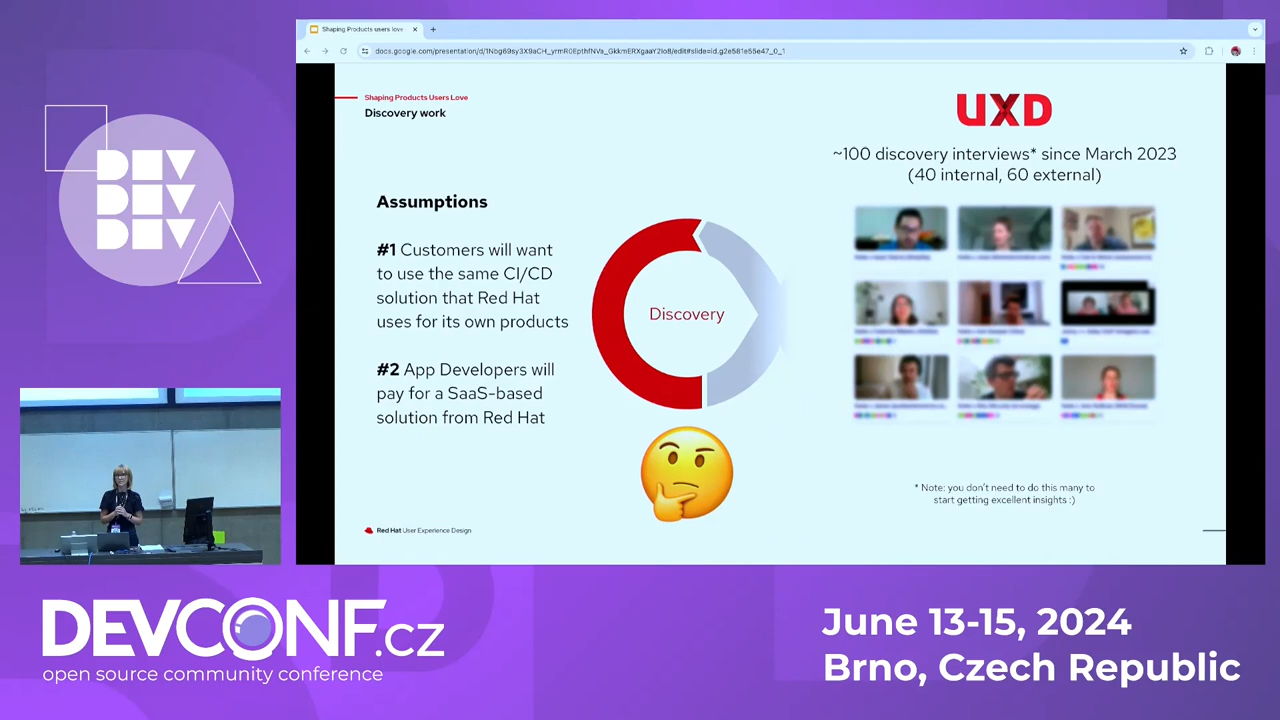 Shaping Products users love
docs.google.com/presentation/d/1Nbg69sy3X9aCH_yrmR0EpthfNVa_GkkmERXgaaY2Io8/edit#slide=id.g2e581e55e47_0_1
Shaping Products Users Love
Discovery work
UXD
~100 discovery interviews* since March 2023
(40 internal, 60 external)
Assumptions
#1 Customers will want
to use the same CI/CD
solution that Red Hat
uses for its own products
#2 App Developers will
pay for a SaaS-based
solution from Red Hat
Discovery
* Note: you don't need to do this many to
start getting excellent insights :)
Red Hat User Experience Design
DEV
DEV
DEV
DEVCONF.cz
open source community conference
June 13-15, 2024
Brno, Czech Republic